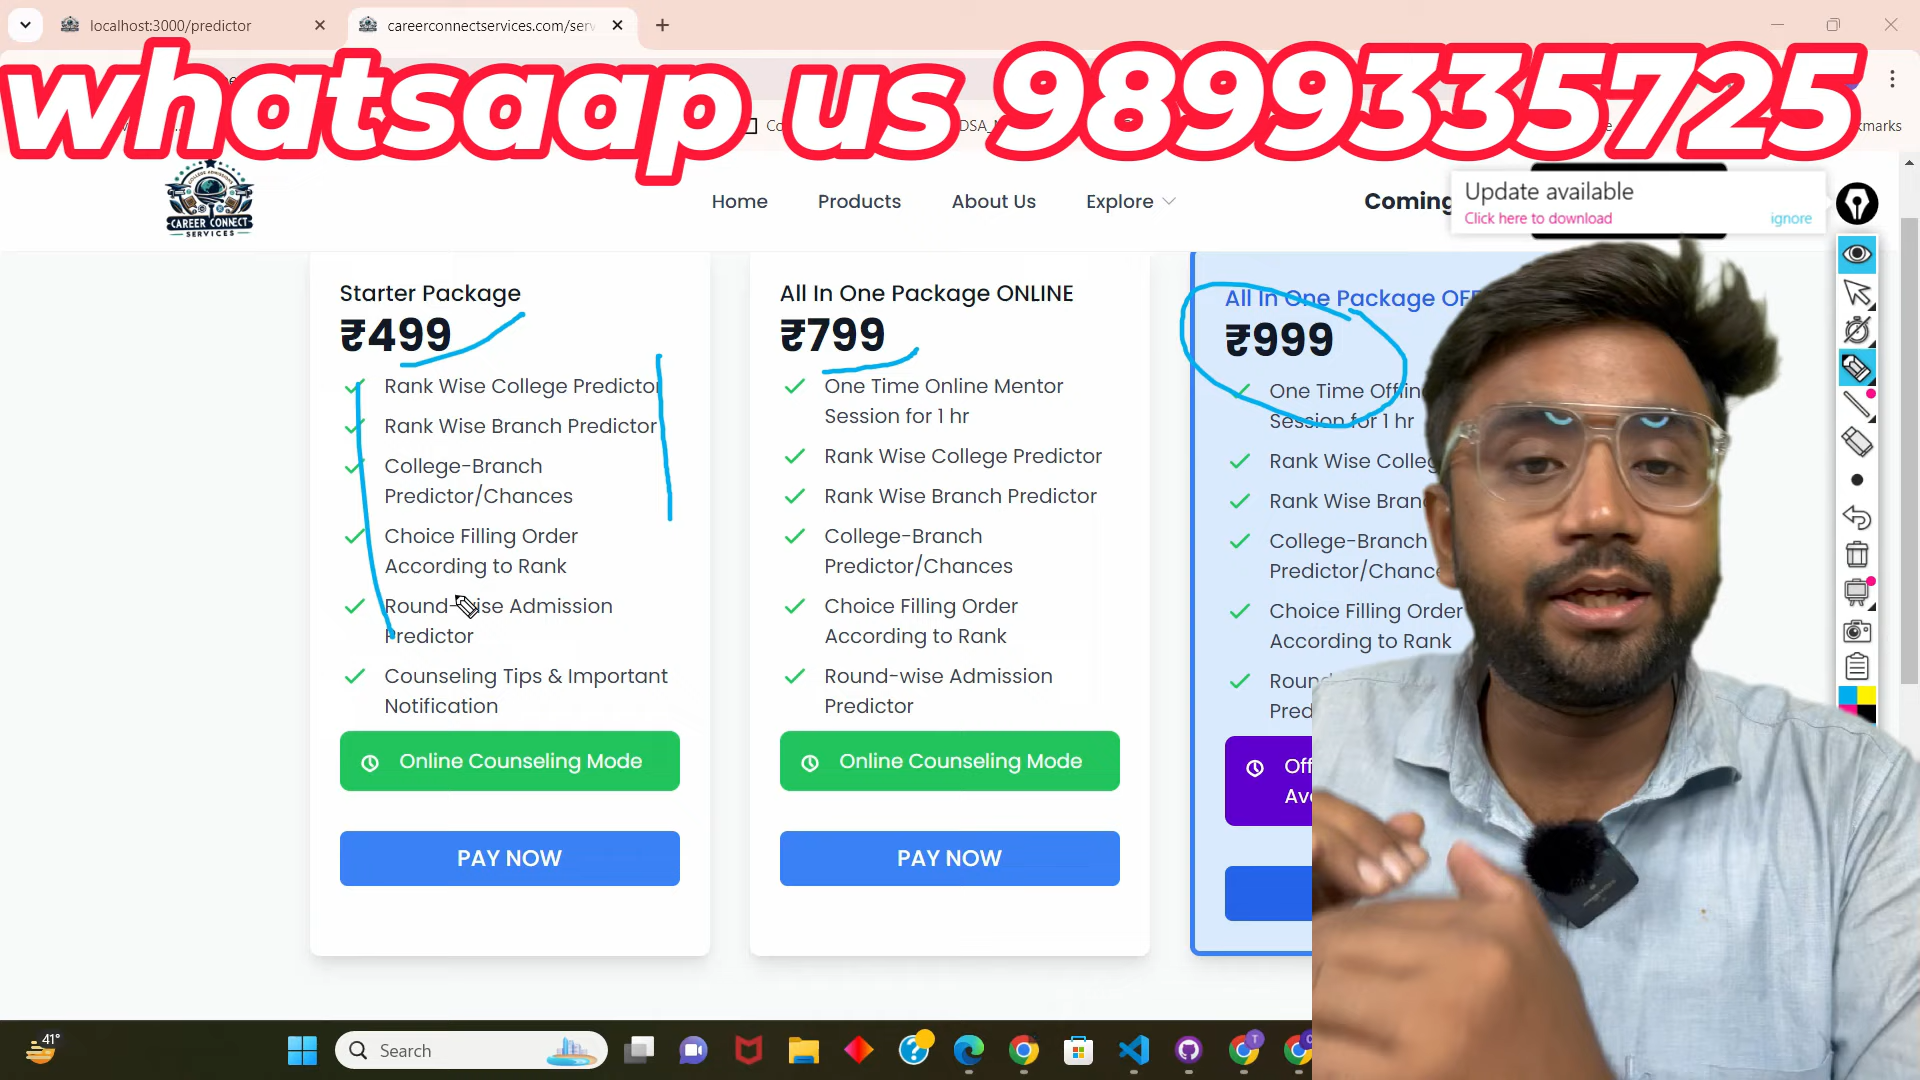 localhost:3000/predictor
careerconnectservices.com/serv
whatsaap us 9899335725
CAREER CONNECT
SERVICES
Home
Products
About Us
Explore
Coming
Update available
Click here to download
ignore
Starter Package
₹499
Rank Wise College Predictor
Rank Wise Branch Predictor
College-Branch
Predictor/Chances
Choice Filling Order
According to Rank
Round-wise Admission
Predictor
Counseling Tips & Important
Notification
Online Counseling Mode
PAY NOW
All In One Package ONLINE
₹799
One Time Online Mentor
Session for 1 hr
Rank Wise College Predictor
Rank Wise Branch Predictor
College-Branch
Predictor/Chances
Choice Filling Order
According to Rank
Round-wise Admission
Predictor
Online Counseling Mode
PAY NOW
All In One Package OF
₹999
One Time Offlin
Session for 1 hr
Rank Wise Colleg
Rank Wise Bran
College-Branch
Predictor/Chance
Choice Filling Order
According to Rank
Roun
Pred
Off
Ava
41°
Search